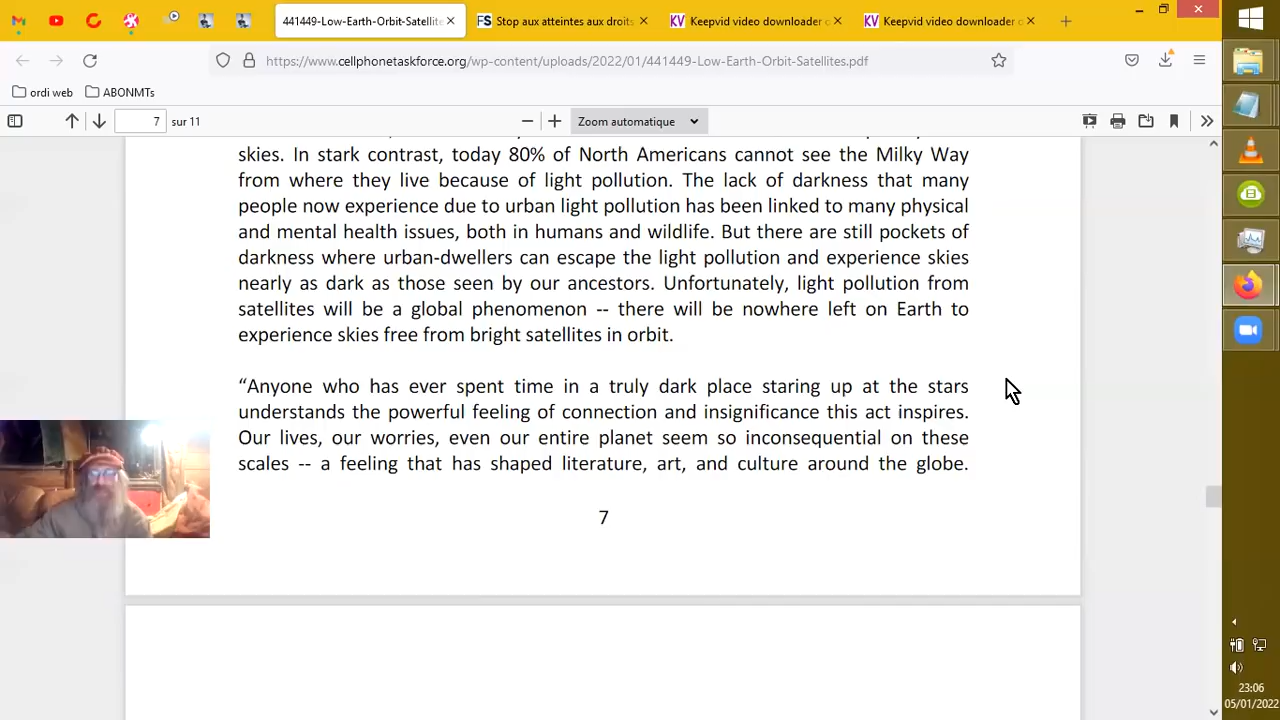 441449-Low-Earth-Orbit-Satellite
Stop aux atteintes aux droits
Keepvid video downloader
Keepvid video downloader
https://www.cellphonetaskforce.org/wp-content/uploads/2022/01/441449-Low-Earth-Orbit-Satellites.pdf
ordi web
ABONMTs
7 sur 11
Zoom automatique
skies. In stark contrast, today 80% of North Americans cannot see the Milky Way
from where they live because of light pollution. The lack of darkness that many
people now experience due to urban light pollution has been linked to many physical
and mental health issues, both in humans and wildlife. But there are still pockets of
darkness where urban-dwellers can escape the light pollution and experience skies
nearly as dark as those seen by our ancestors. Unfortunately, light pollution from
satellites will be a global phenomenon -- there will be nowhere left on Earth to
experience skies free from bright satellites in orbit.
“Anyone who has ever spent time in a truly dark place staring up at the stars
understands the powerful feeling of connection and insignificance this act inspires.
Our lives, our worries, even our entire planet seem so inconsequential on these
scales -- a feeling that has shaped literature, art, and culture around the globe.
7
23:06
05/01/2022